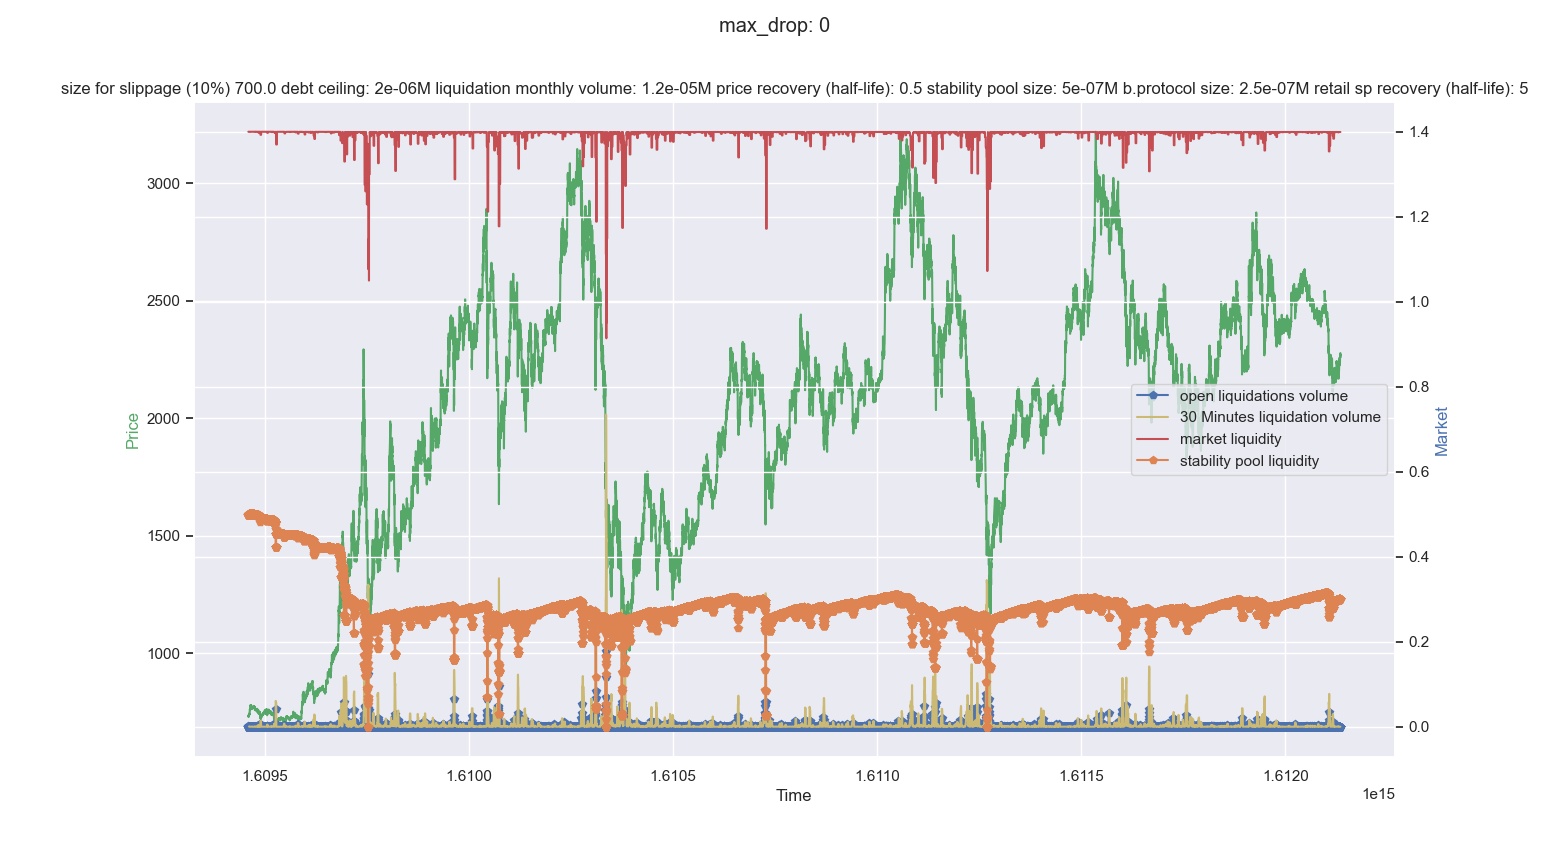 max_drop: 0
size for slippage (10%) 700.0 debt ceiling: 2e-06M liquidation monthly volume: 1.2e-05M price recovery (half-life): 0.5 stability pool size: 5e-07M b.protocol size: 2.5e-07M retail sp recovery (half-life): 5
3000
2500
2000
1500
1000
Price
1.4
1.2
1.0
0.8
0.6
0.4
0.2
0.0
Market
open liquidations volume
30 Minutes liquidation volume
market liquidity
stability pool liquidity
1.6095 1.6100 1.6105 1.6110 1.6115 1.6120
Time
1e15